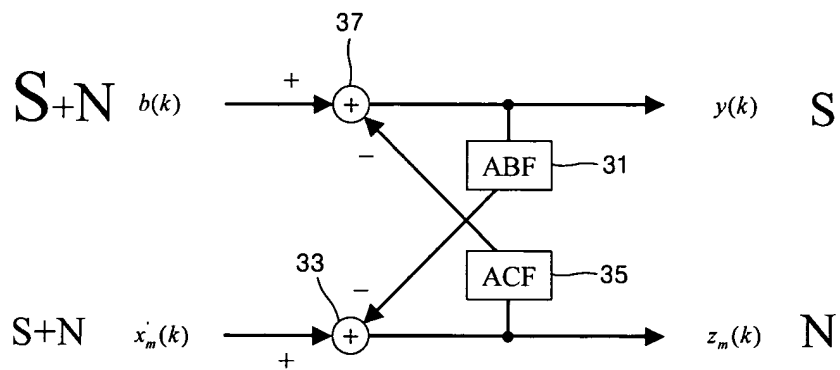 37
S+N b(k) + + y(k) S
−
ABF 31
ACF 35
33
−
S+N x'm(k) + + zm(k) N